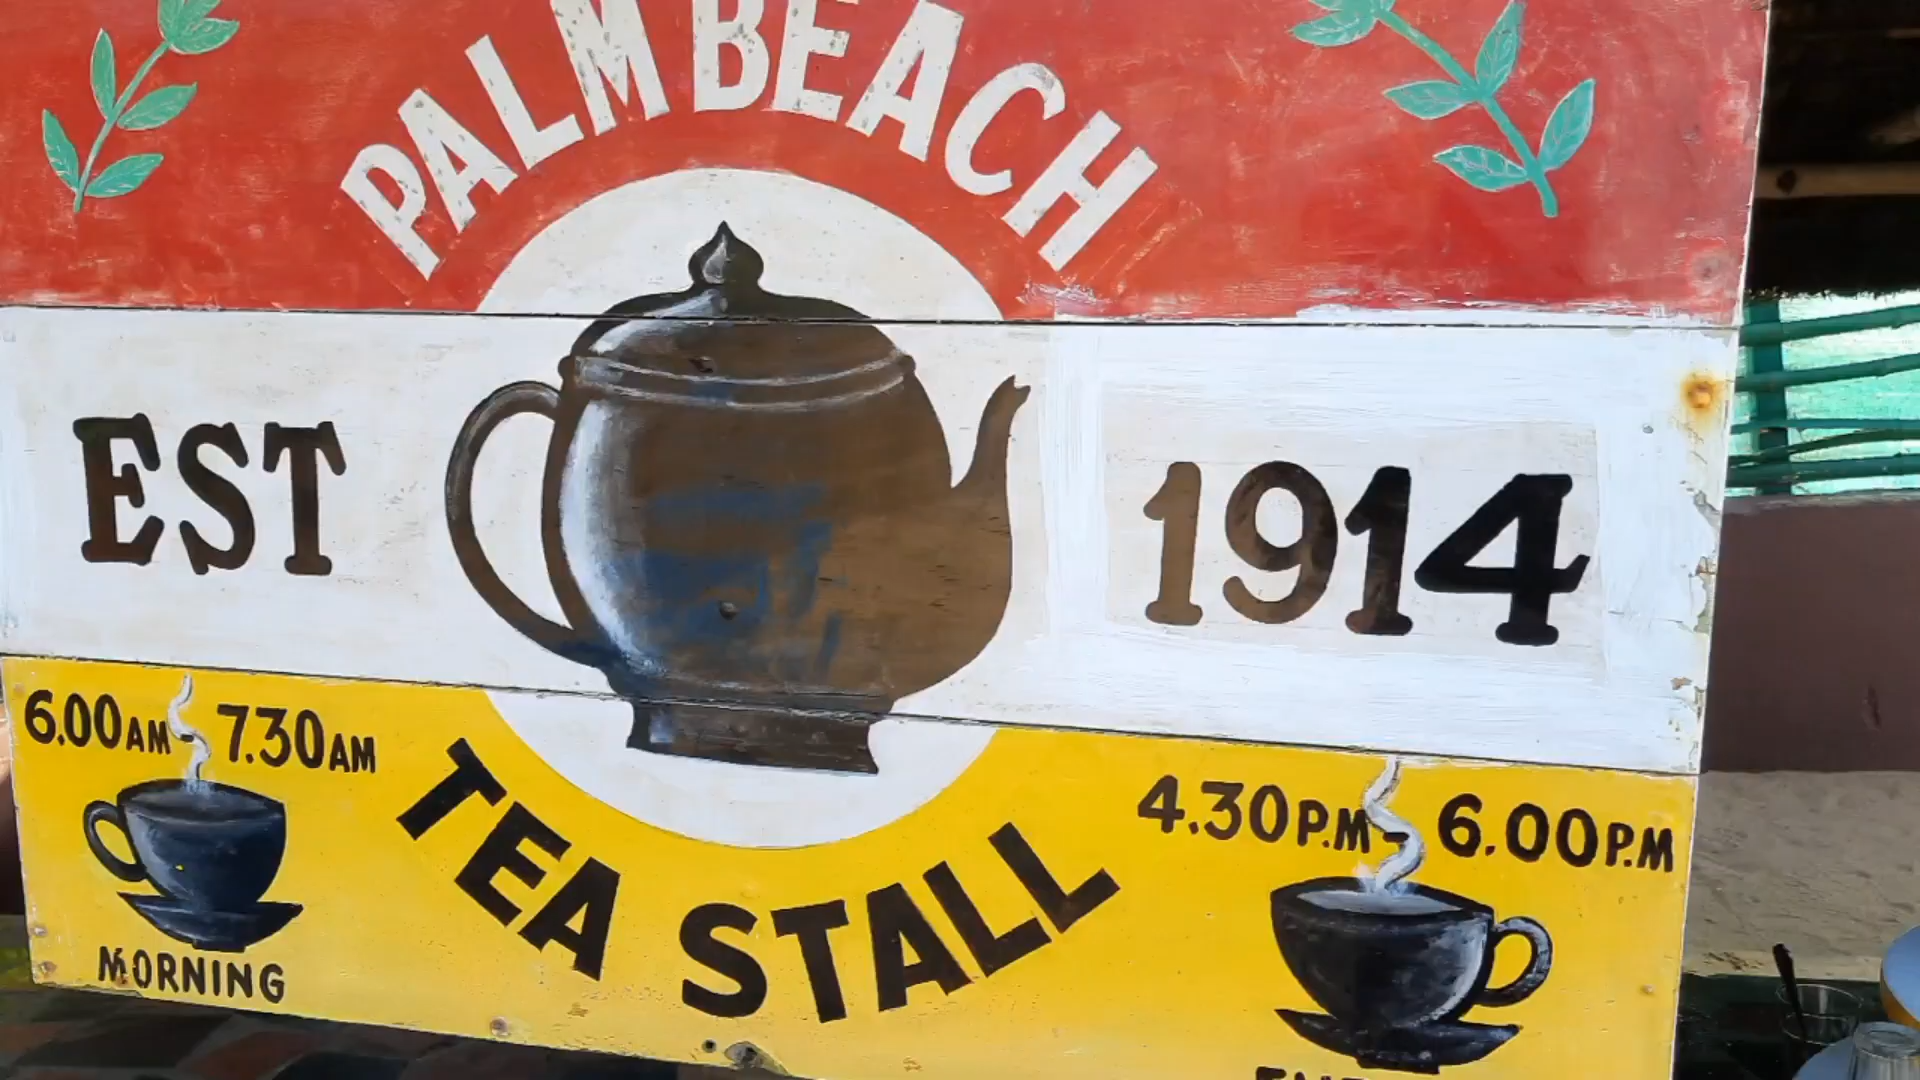 PALM BEACH
EST 1914
6.00AM - 7.30AM
MORNING
TEA STALL
4.30P.M - 6.00P.M